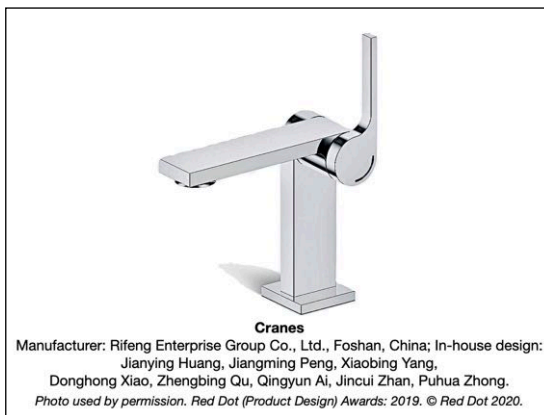 Cranes
Manufacturer: Rifeng Enterprise Group Co., Ltd., Foshan, China; In-house design:
Jianying Huang, Jiangming Peng, Xiaobing Yang,
Donghong Xiao, Zhengbing Qu, Qingyun Ai, Jincui Zhan, Puhua Zhong.
Photo used by permission. Red Dot (Product Design) Awards: 2019. © Red Dot 2020.